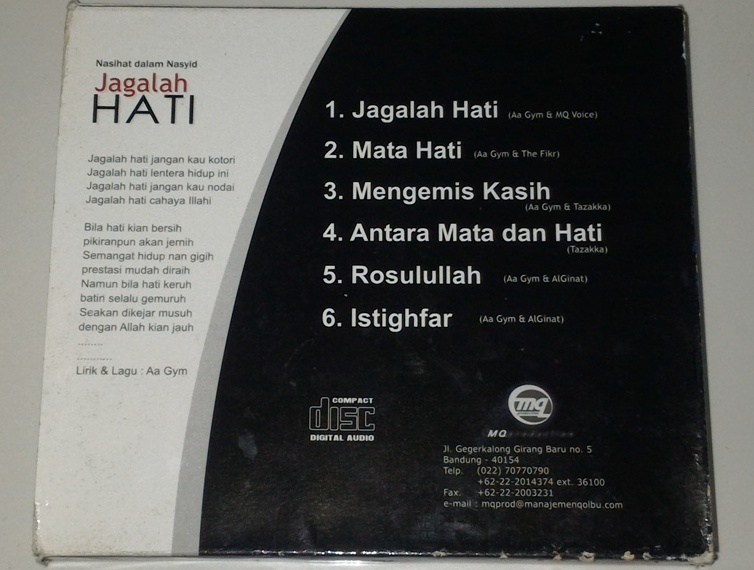 Nasihat dalam Nasyid
Jagalah
HATI
Jagalah hati jangan kau kotori
Jagalah hati lentera hidup ini
Jagalah hati jangan kau nodai
Jagalah hati cahaya Illahi
Bila hati kian bersih
pikiranpun akan jernih
Semangat hidup nan gigih
prestasi mudah diraih
Namun bila hati keruh
batin selalu gemuruh
Seakan dikejar musuh
dengan Allah kian jauh
........
...........
Lirik & Lagu : Aa Gym
1. Jagalah Hati (Aa Gym & MQ Voice)
2. Mata Hati (Aa Gym & The Fikr)
3. Mengemis Kasih
(Aa Gym & Tazakka)
4. Antara Mata dan Hati
(Tazakka)
5. Rosulullah (Aa Gym & AlGinat)
6. Istighfar (Aa Gym & AlGinat)
COMPACT
disc
DIGITAL AUDIO
mq
MQproduction
Jl. Gegerkalong Girang Baru no. 5
Bandung - 40154
Telp. (022) 70770790
+62-22-2014374 ext. 36100
Fax. +62-22-2003231
e-mail : mqprod@manajemenqolbu.com